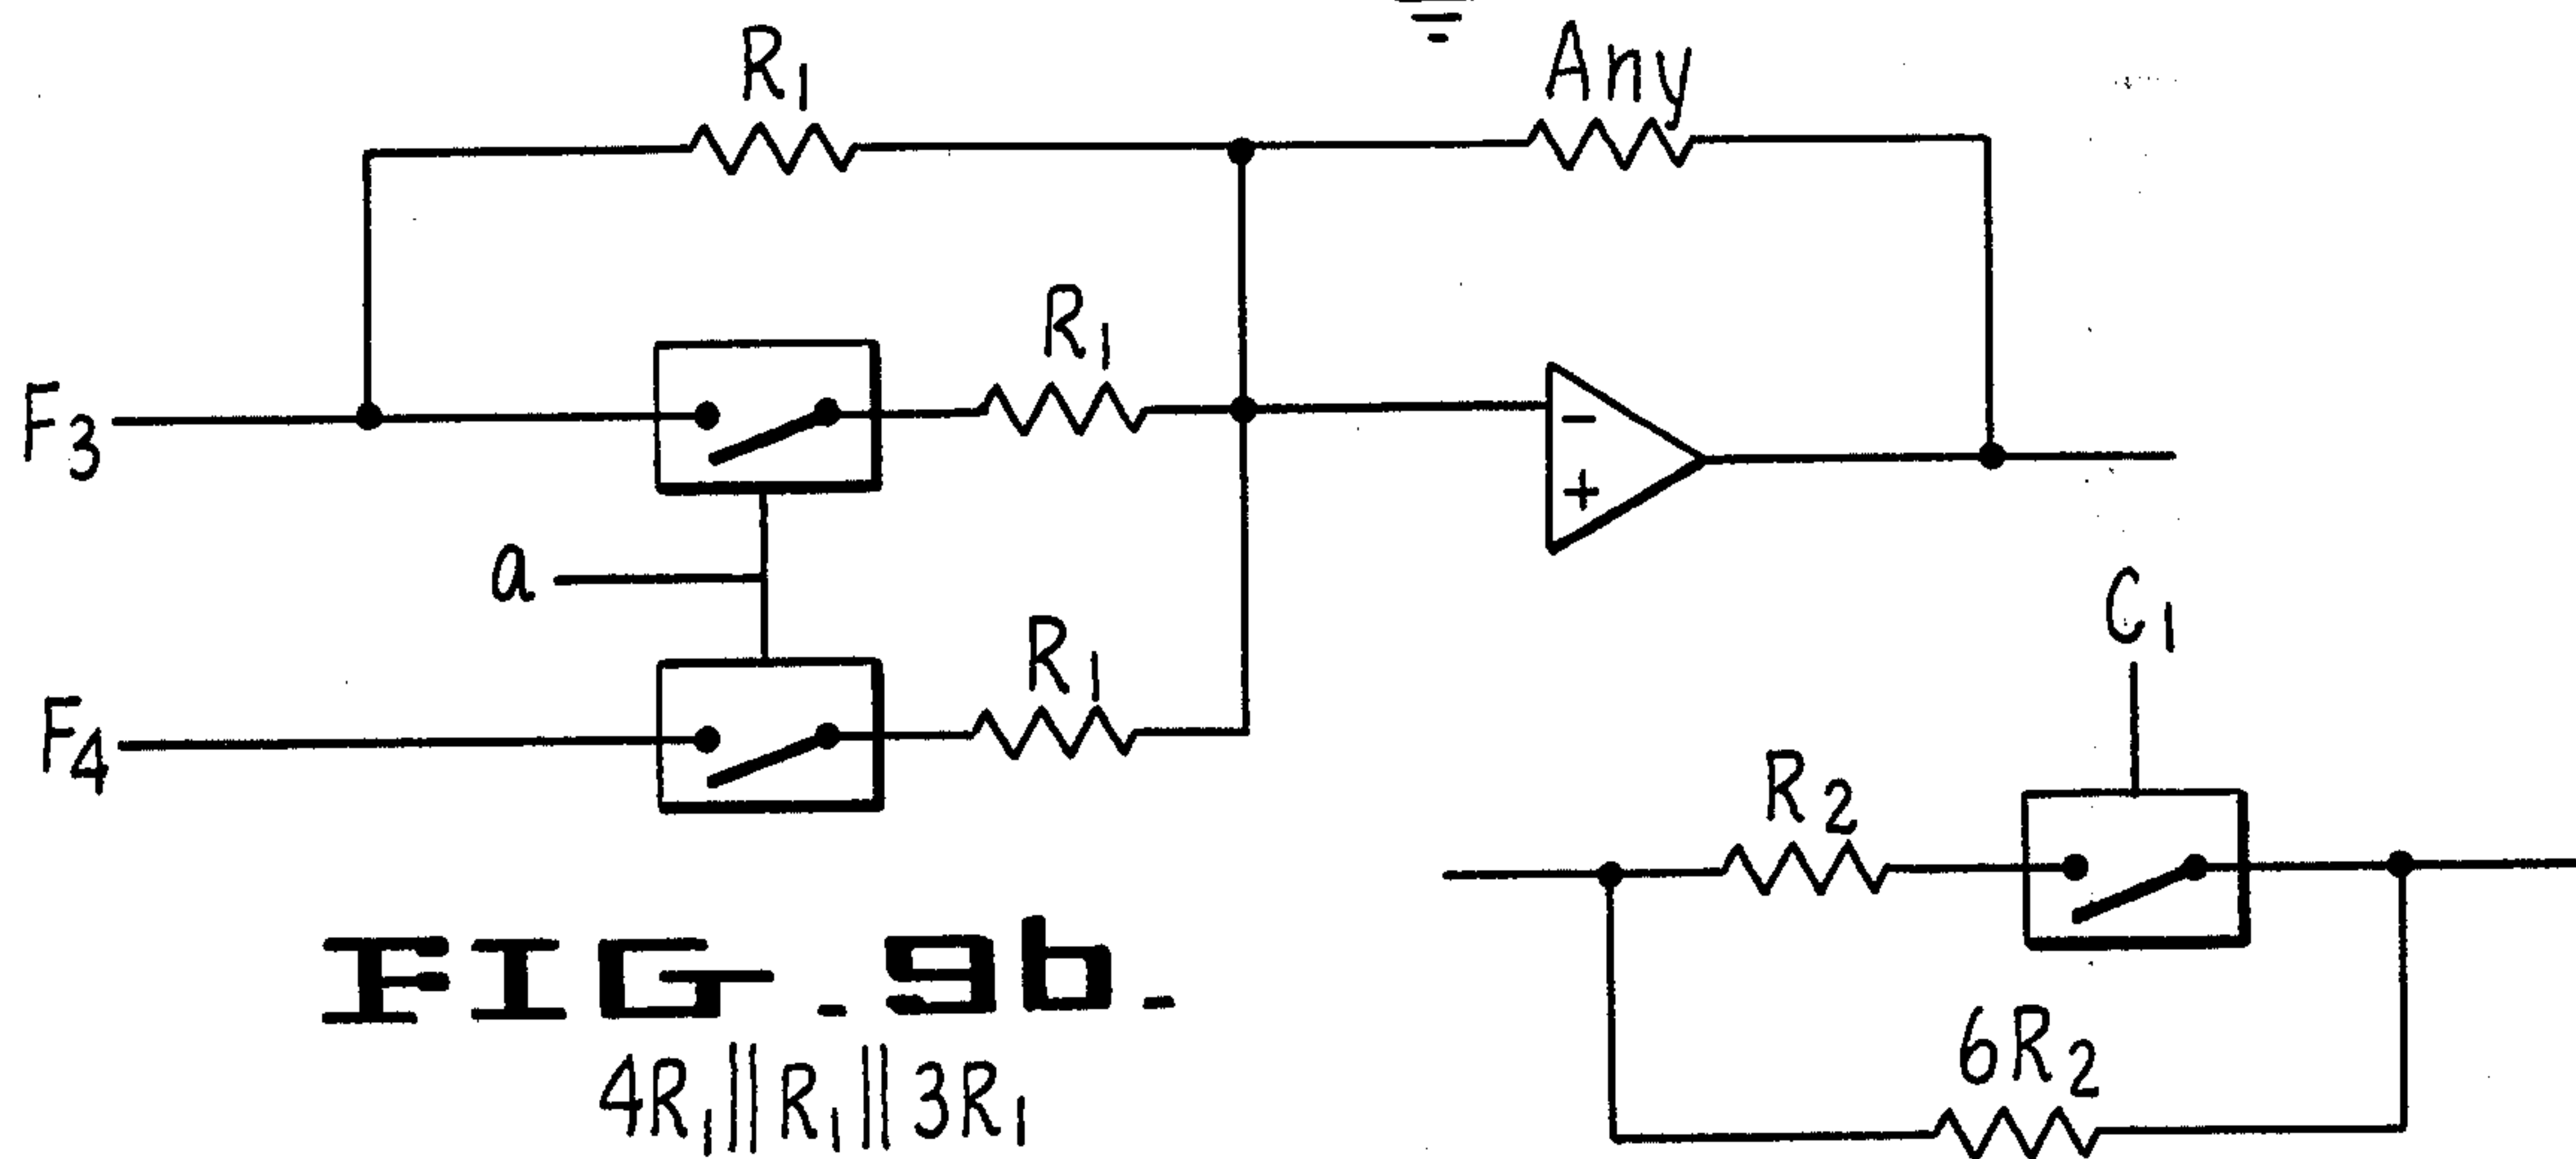 R1
Any
R1
F3
−
+
a
C1
R1
F4
R2
FIG. 9b.
6R2
4R1||R1||3R1